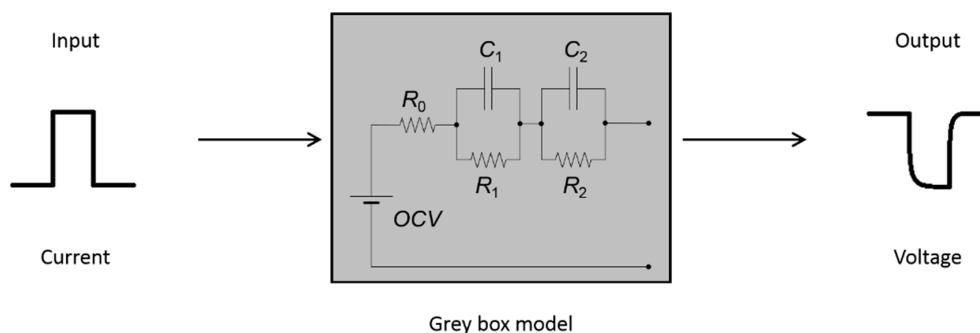 Input
Current
C1
C2
R0
R1
R2
OCV
Output
Voltage
Grey box model